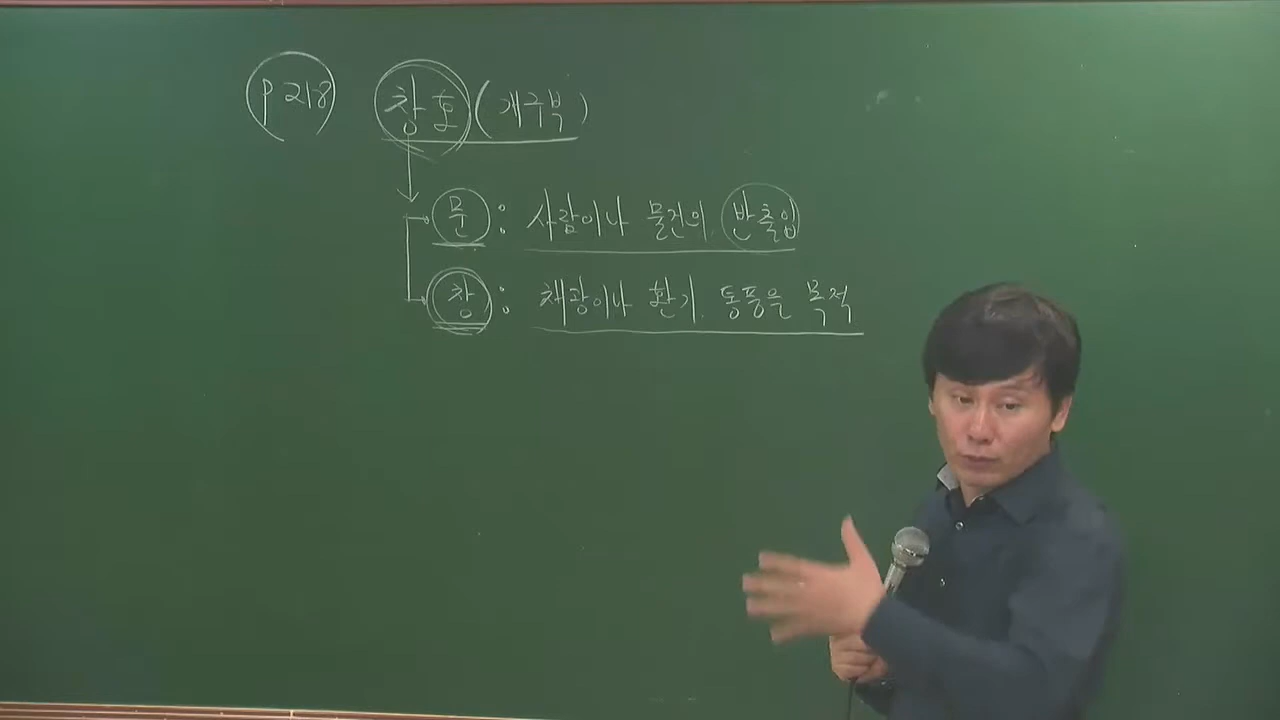 p 218 창호 (개구부)
문 : 사람이나 물건의 반출입
창 : 채광이나 환기. 통풍을 목적